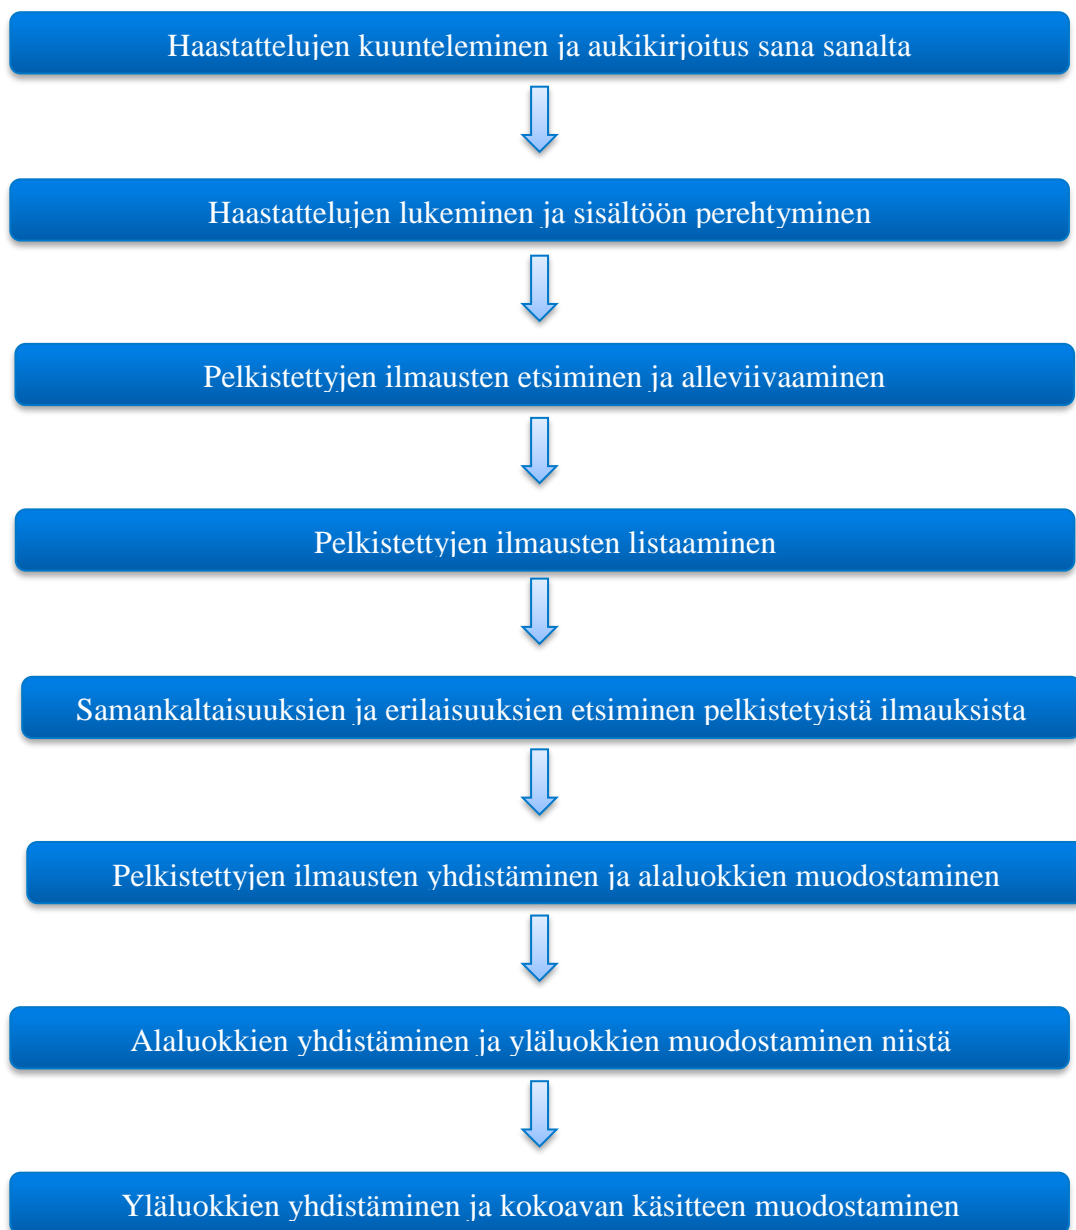 Haastattelujen kuunteleminen ja aukikirjoitus sana sanalta
Haastattelujen lukeminen ja sisältöön perehtyminen
Pelkistettyjen ilmausten etsiminen ja alleviivaaminen
Pelkistettyjen ilmausten listaaminen
Samankaltaisuuksien ja erilaisuuksien etsiminen pelkistetyistä ilmauksista
Pelkistettyjen ilmausten yhdistäminen ja alaluokkien muodostaminen
Alaluokkien yhdistäminen ja yläluokkien muodostaminen niistä
Yläluokkien yhdistäminen ja kokoavan käsitteen muodostaminen